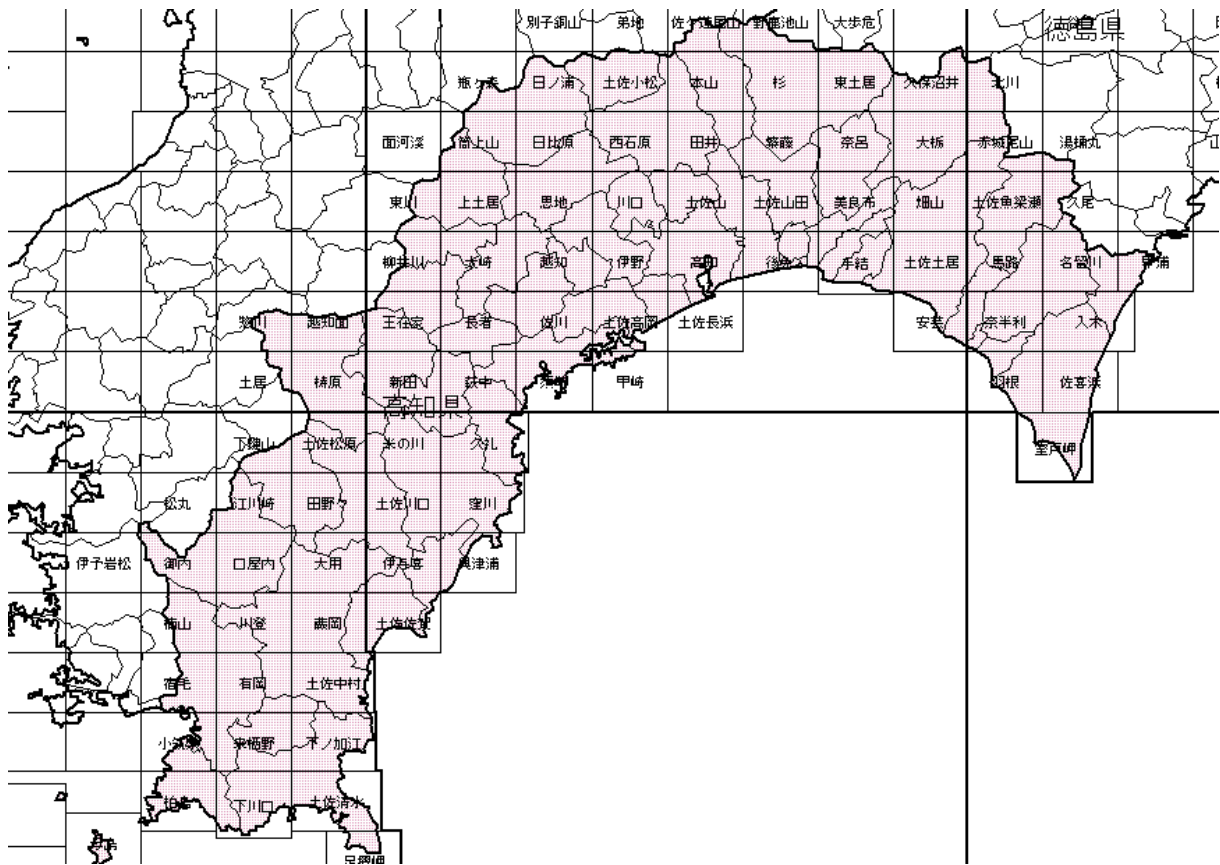 別子銅山 弟地 佐々連尾山 野鹿池山 大歩危
徳島県
瓶ヶ森 日ノ浦 土佐小松 本山 杉 東土居 久保沼井 北川
面河渓 筒上山 日比原 西石原 田井 繁藤 奈呂 大栃 赤城尾山 湯桶丸
東川 上土居 思地 川口 土佐山 土佐山田 美良布 畑山 土佐魚梁瀬 久尾
柳井川 大崎 越知 伊野 高知 後免 手結 土佐土居 馬路 名留川 甲浦
惣川 越知面 王在家 長者 佐川 土佐高岡 土佐長浜 安芸 奈半利 入木
土居 梼原 新田 荻中 須崎 甲崎 羽根 佐喜浜
高知県
下鍵山 土佐松原 米の川 久礼 室戸岬
松丸 江川崎 田野々 土佐川口 窪川
伊予岩松 御内 口屋内 大用 伊与喜 興津浦
楠山 川登 蕨岡 土佐佐賀
宿毛 有岡 土佐中村
来栖野 下ノ加江
柏島 下川口 土佐清水
足摺岬